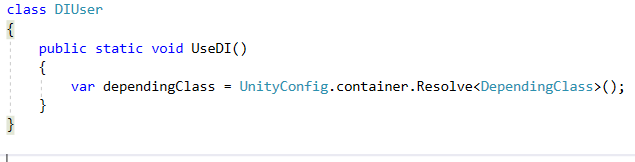 class DIUser
{
    public static void UseDI()
    {
        var dependingClass = UnityConfig.container.Resolve<DependingClass>();
    }
}